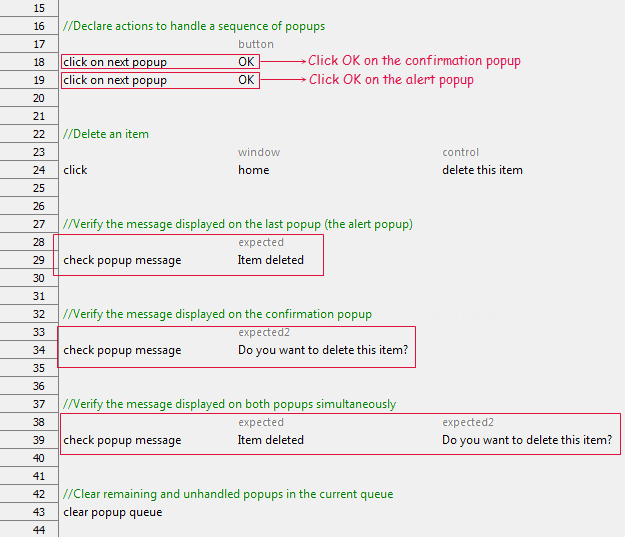 15
16 //Declare actions to handle a sequence of popups
17 button
18 click on next popup OK Click OK on the confirmation popup
19 click on next popup OK Click OK on the alert popup
20
21
22 //Delete an item
23 window control
24 click home delete this item
25
26
27 //Verify the message displayed on the last popup (the alert popup)
28 expected
29 check popup message Item deleted
30
31
32 //Verify the message displayed on the confirmation popup
33 expected2
34 check popup message Do you want to delete this item?
35
36
37 //Verify the message displayed on both popups simultaneously
38 expected expected2
39 check popup message Item deleted Do you want to delete this item?
40
41
42 //Clear remaining and unhandled popups in the current queue
43 clear popup queue
44